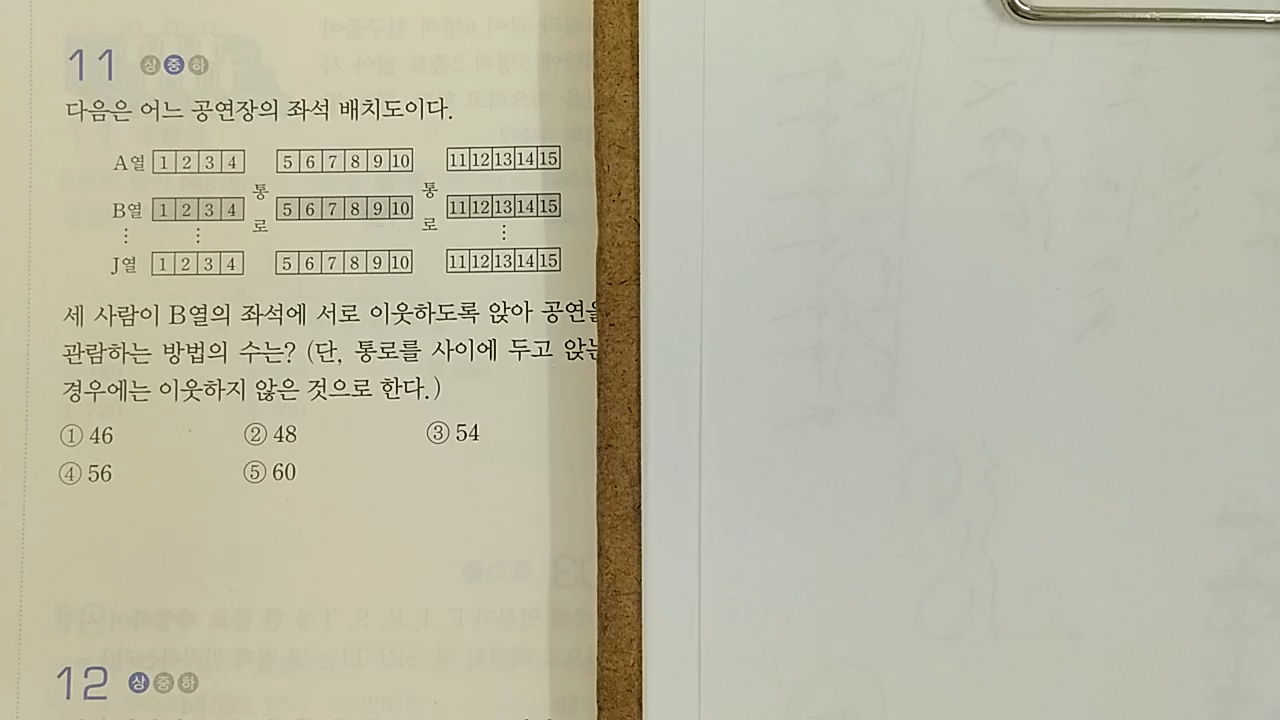 11 상 중 하
다음은 어느 공연장의 좌석 배치도이다.
A열 1 2 3 4 5 6 7 8 9 10 11 12 13 14 15
통 통
B열 1 2 3 4 5 6 7 8 9 10 11 12 13 14 15
로 로
⋮ ⋮ ⋮
J열 1 2 3 4 5 6 7 8 9 10 11 12 13 14 15
세 사람이 B열의 좌석에 서로 이웃하도록 앉아 공연을
관람하는 방법의 수는? (단, 통로를 사이에 두고 앉는
경우에는 이웃하지 않은 것으로 한다.)
① 46 ② 48 ③ 54
④ 56 ⑤ 60
12 상 중 하